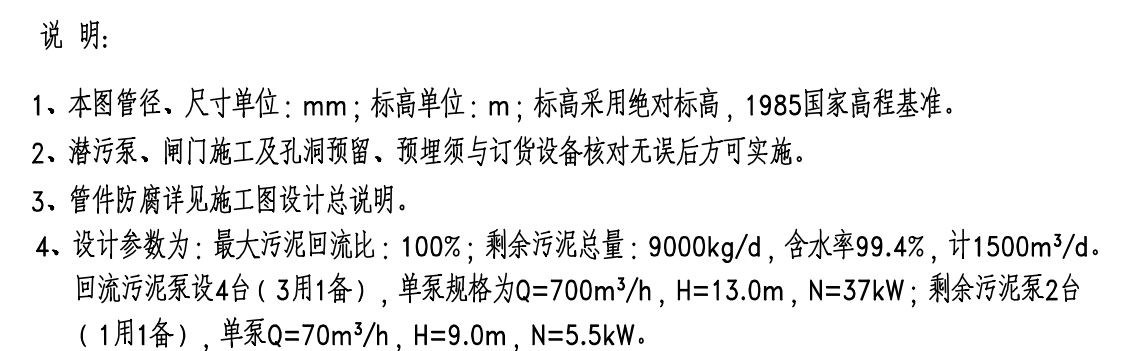 说 明:
1、本图管径、尺寸单位：mm；标高单位：m；标高采用绝对标高，1985国家高程基准。
2、潜污泵、闸门施工及孔洞预留、预埋须与订货设备核对无误后方可实施。
3、管件防腐详见施工图设计总说明。
4、设计参数为：最大污泥回流比：100%；剩余污泥总量：9000kg/d，含水率99.4%，计1500m³/d。
回流污泥泵设4台（3用1备），单泵规格为Q=700m³/h，H=13.0m，N=37kW；剩余污泥泵2台
（1用1备），单泵Q=70m³/h，H=9.0m，N=5.5kW。